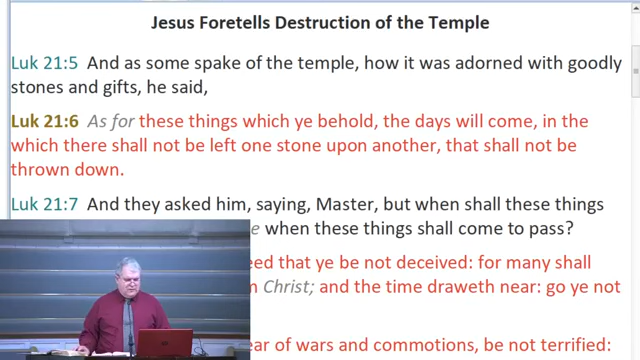 Jesus Foretells Destruction of the Temple
Luk 21:5 And as some spake of the temple, how it was adorned with goodly
stones and gifts, he said,
Luk 21:6 As for these things which ye behold, the days will come, in the
which there shall not be left one stone upon another, that shall not be
thrown down.
Luk 21:7 And they asked him, saying, Master, but when shall these things
when these things shall come to pass?
that ye be not deceived: for many shall
Christ; and the time draweth near: go ye not
of wars and commotions, be not terrified: